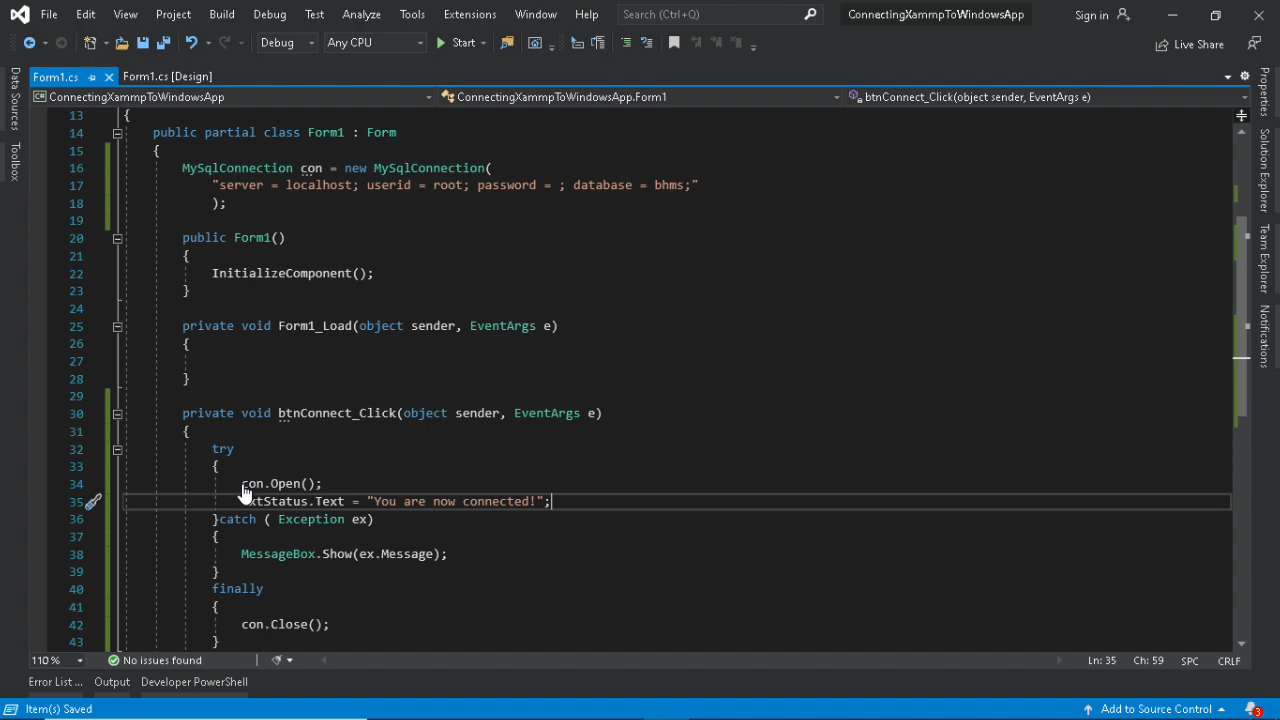 File Edit View Project Build Debug Test Analyze Tools Extensions Window Help Search (Ctrl+Q) ConnectingXammpToWindowsApp Sign in
Debug Any CPU Start Live Share
Form1.cs Form1.cs [Design]
ConnectingXammpToWindowsApp ConnectingXammpToWindowsApp.Form1 btnConnect_Click(object sender, EventArgs e)
Data Sources
Toolbox
Properties
Solution Explorer
Team Explorer
Notifications
13 {
14 public partial class Form1 : Form
15 {
16 MySqlConnection con = new MySqlConnection(
17 "server = localhost; userid = root; password = ; database = bhms;"
18 );
19
20 public Form1()
21 {
22 InitializeComponent();
23 }
24
25 private void Form1_Load(object sender, EventArgs e)
26 {
27
28 }
29
30 private void btnConnect_Click(object sender, EventArgs e)
31 {
32 try
33 {
34 con.Open();
35 xtStatus.Text = "You are now connected!";
36 }catch ( Exception ex)
37 {
38 MessageBox.Show(ex.Message);
39 }
40 finally
41 {
42 con.Close();
43 }
110 % No issues found Ln: 35 Ch: 59 SPC CRLF
Error List ... Output Developer PowerShell
Item(s) Saved Add to Source Control 3